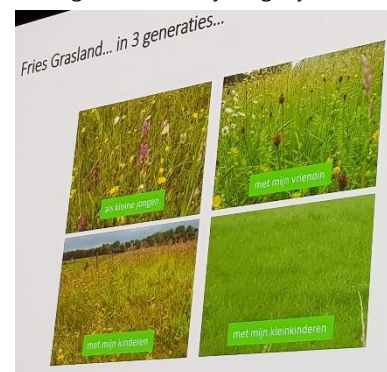 Fries Grasland... in 3 generaties...
als kleine jongen
met mijn vriendin
met mijn kinderen
met mijn kleinkinderen